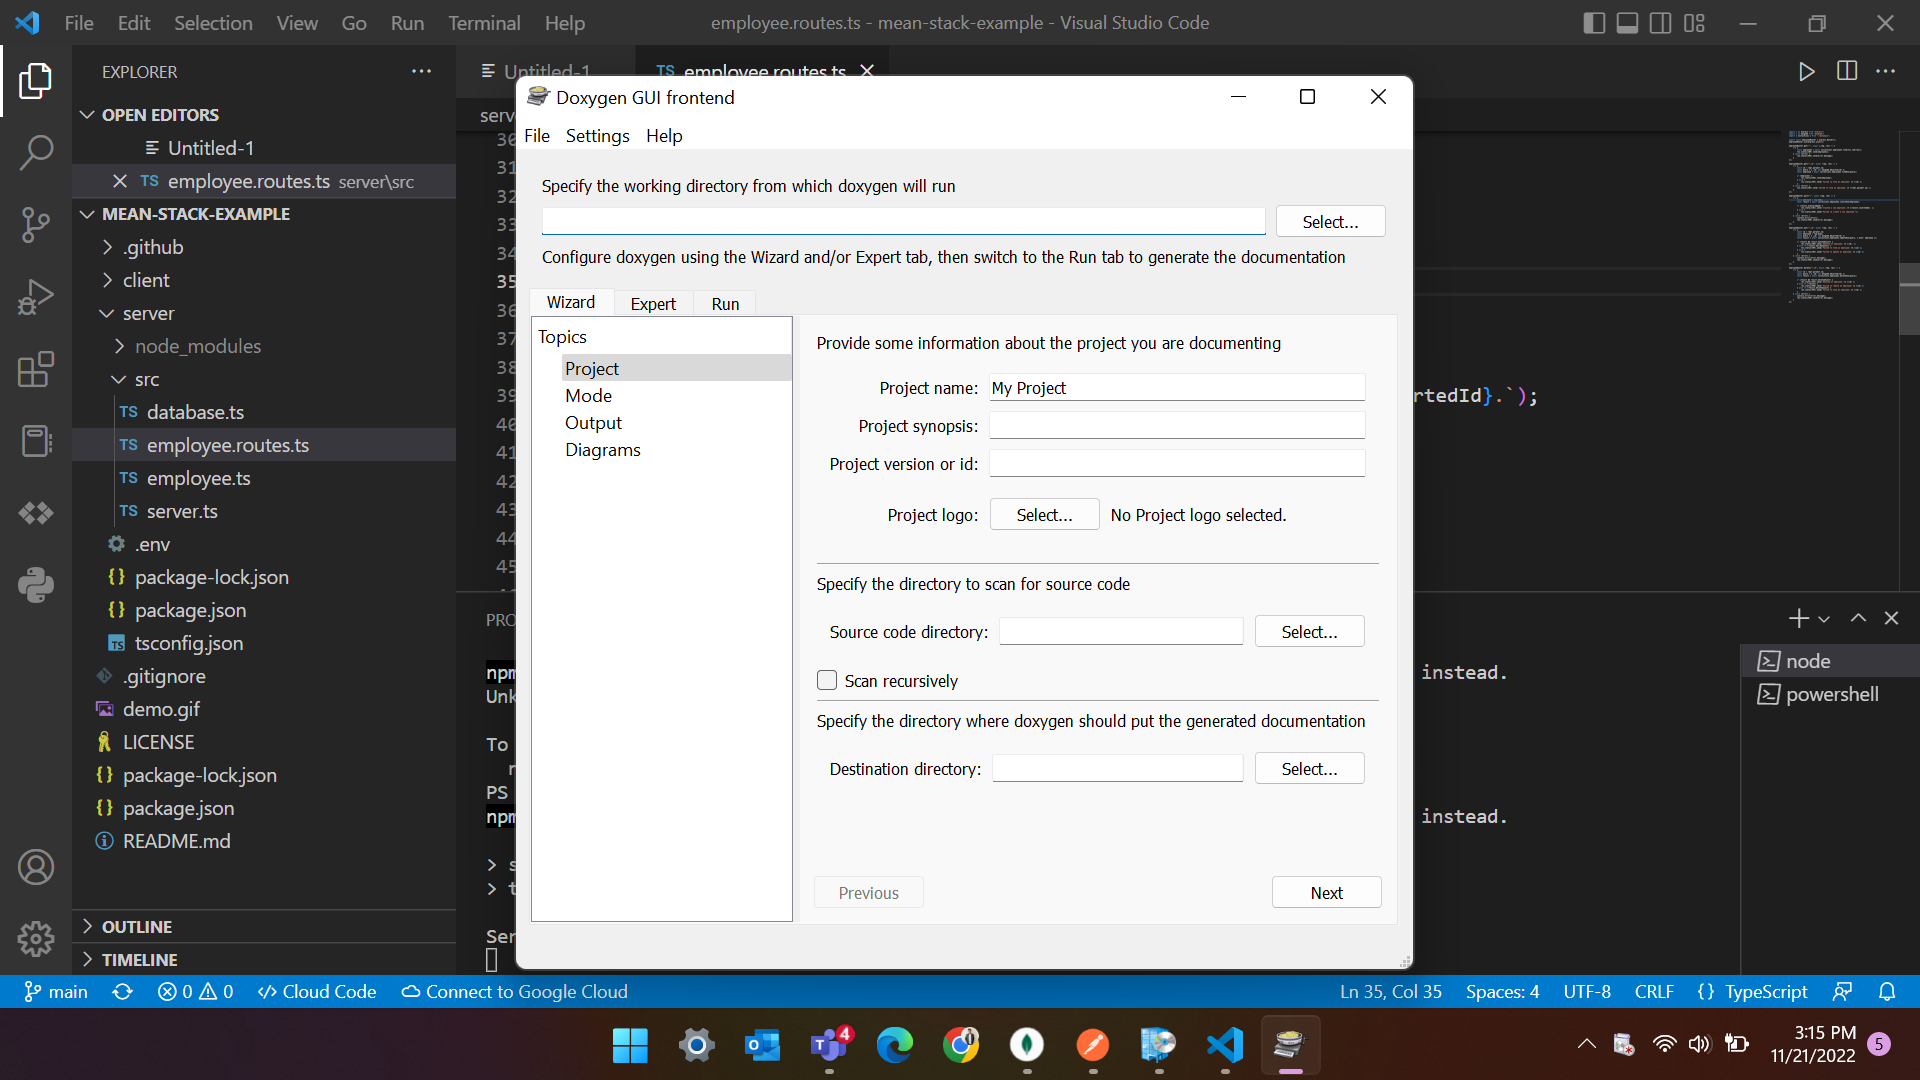 File Edit Selection View Go Run Terminal Help
employee.routes.ts - mean-stack-example - Visual Studio Code
EXPLORER
OPEN EDITORS
Untitled-1
TS employee.routes.ts server\src
MEAN-STACK-EXAMPLE
.github
client
server
node_modules
src
TS database.ts
TS employee.routes.ts
TS employee.ts
TS server.ts
.env
{} package-lock.json
{} package.json
TS tsconfig.json
.gitignore
demo.gif
LICENSE
{} package-lock.json
{} package.json
README.md
OUTLINE
TIMELINE
Untitled-1
TS employee.routes.ts
serv
30
31
32
33
34
35
36
37
38
39
40
41
42
43
44
45
rtedId}.`);
Doxygen GUI frontend
File Settings Help
Specify the working directory from which doxygen will run
Select...
Configure doxygen using the Wizard and/or Expert tab, then switch to the Run tab to generate the documentation
Wizard Expert Run
Topics
Project
Mode
Output
Diagrams
Provide some information about the project you are documenting
Project name: My Project
Project synopsis:
Project version or id:
Project logo: Select... No Project logo selected.
Specify the directory to scan for source code
Source code directory: Select...
Scan recursively
Specify the directory where doxygen should put the generated documentation
Destination directory: Select...
Previous Next
PRO
npm
instead.
Unk
To
PS
npm
instead.
> s
> t
Ser
node
powershell
main 0 0 Cloud Code Connect to Google Cloud
Ln 35, Col 35 Spaces: 4 UTF-8 CRLF {} TypeScript
4
3:15 PM
11/21/2022
5